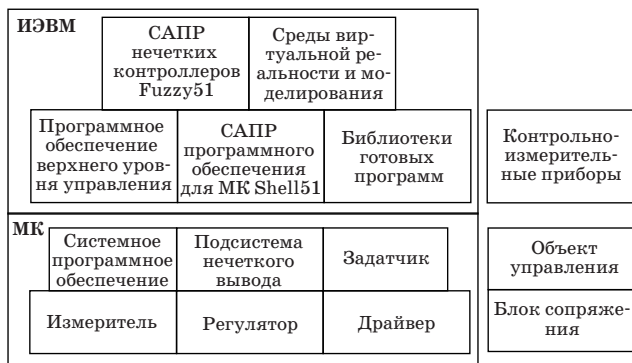 ИЭВМ
САПР
нечетких
контроллеров
Fuzzy51
Среды вир-
туальной ре-
альности и мо-
делирования
Программное
обеспечение
верхнего уров-
ня управления
САПР
программного
обеспечения
для МК Shell51
Библиотеки
готовых
программ
Контрольно-
измеритель-
ные приборы
МК
Системное
программное
обеспечение
Подсистема
нечеткого
вывода
Задатчик
Объект
управления
Измеритель
Регулятор
Драйвер
Блок сопряже-
ния